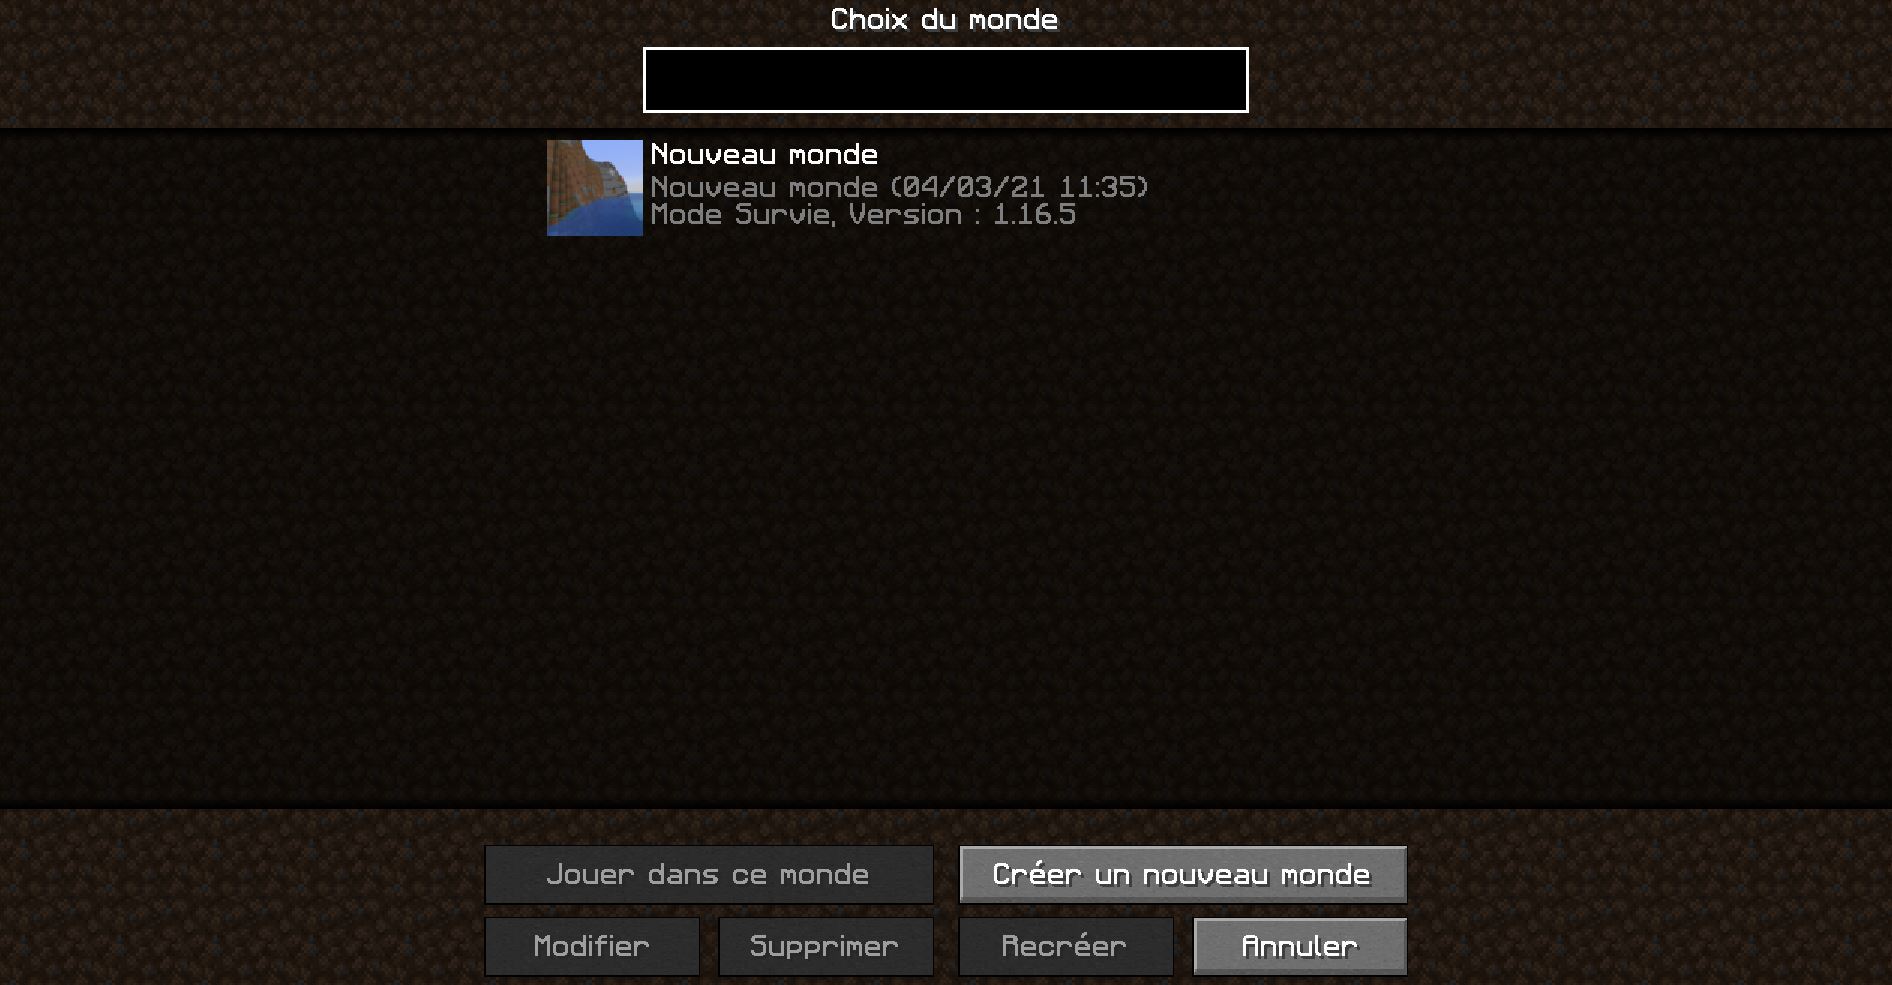 Choix du monde
Nouveau monde
Nouveau monde (04/03/21 11:35)
Mode Survie, Version : 1.16.5
Jouer dans ce monde
Créer un nouveau monde
Modifier
Supprimer
Recréer
Annuler